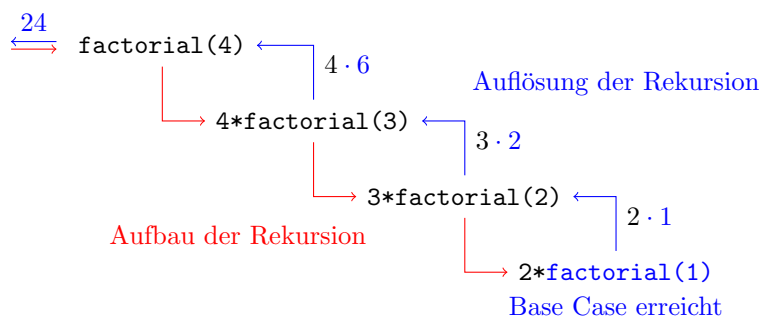 24
factorial(4)
4 · 6
Auflösung der Rekursion
4*factorial(3)
3 · 2
3*factorial(2)
2 · 1
Aufbau der Rekursion
2*factorial(1)
Base Case erreicht